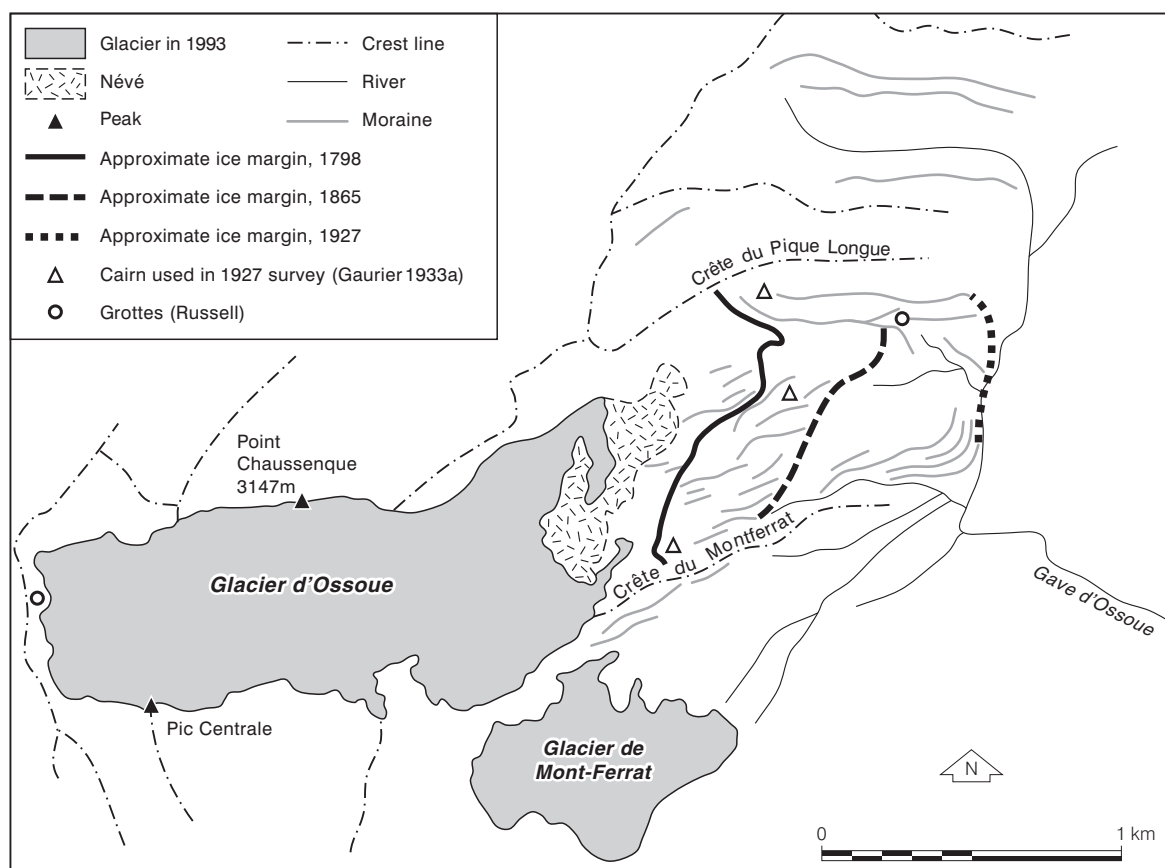 Glacier in 1993
Névé
Peak
Approximate ice margin, 1798
Approximate ice margin, 1865
Approximate ice margin, 1927
Cairn used in 1927 survey (Gaurier 1933a)
Grottes (Russell)
Crest line
River
Moraine
Crête du Pique Longue
Point
Chaussenque
3147m
Glacier d'Ossoue
Crête du Montferrat
Gave d'Ossoue
Pic Centrale
Glacier de
Mont-Ferrat
N
0
1 km